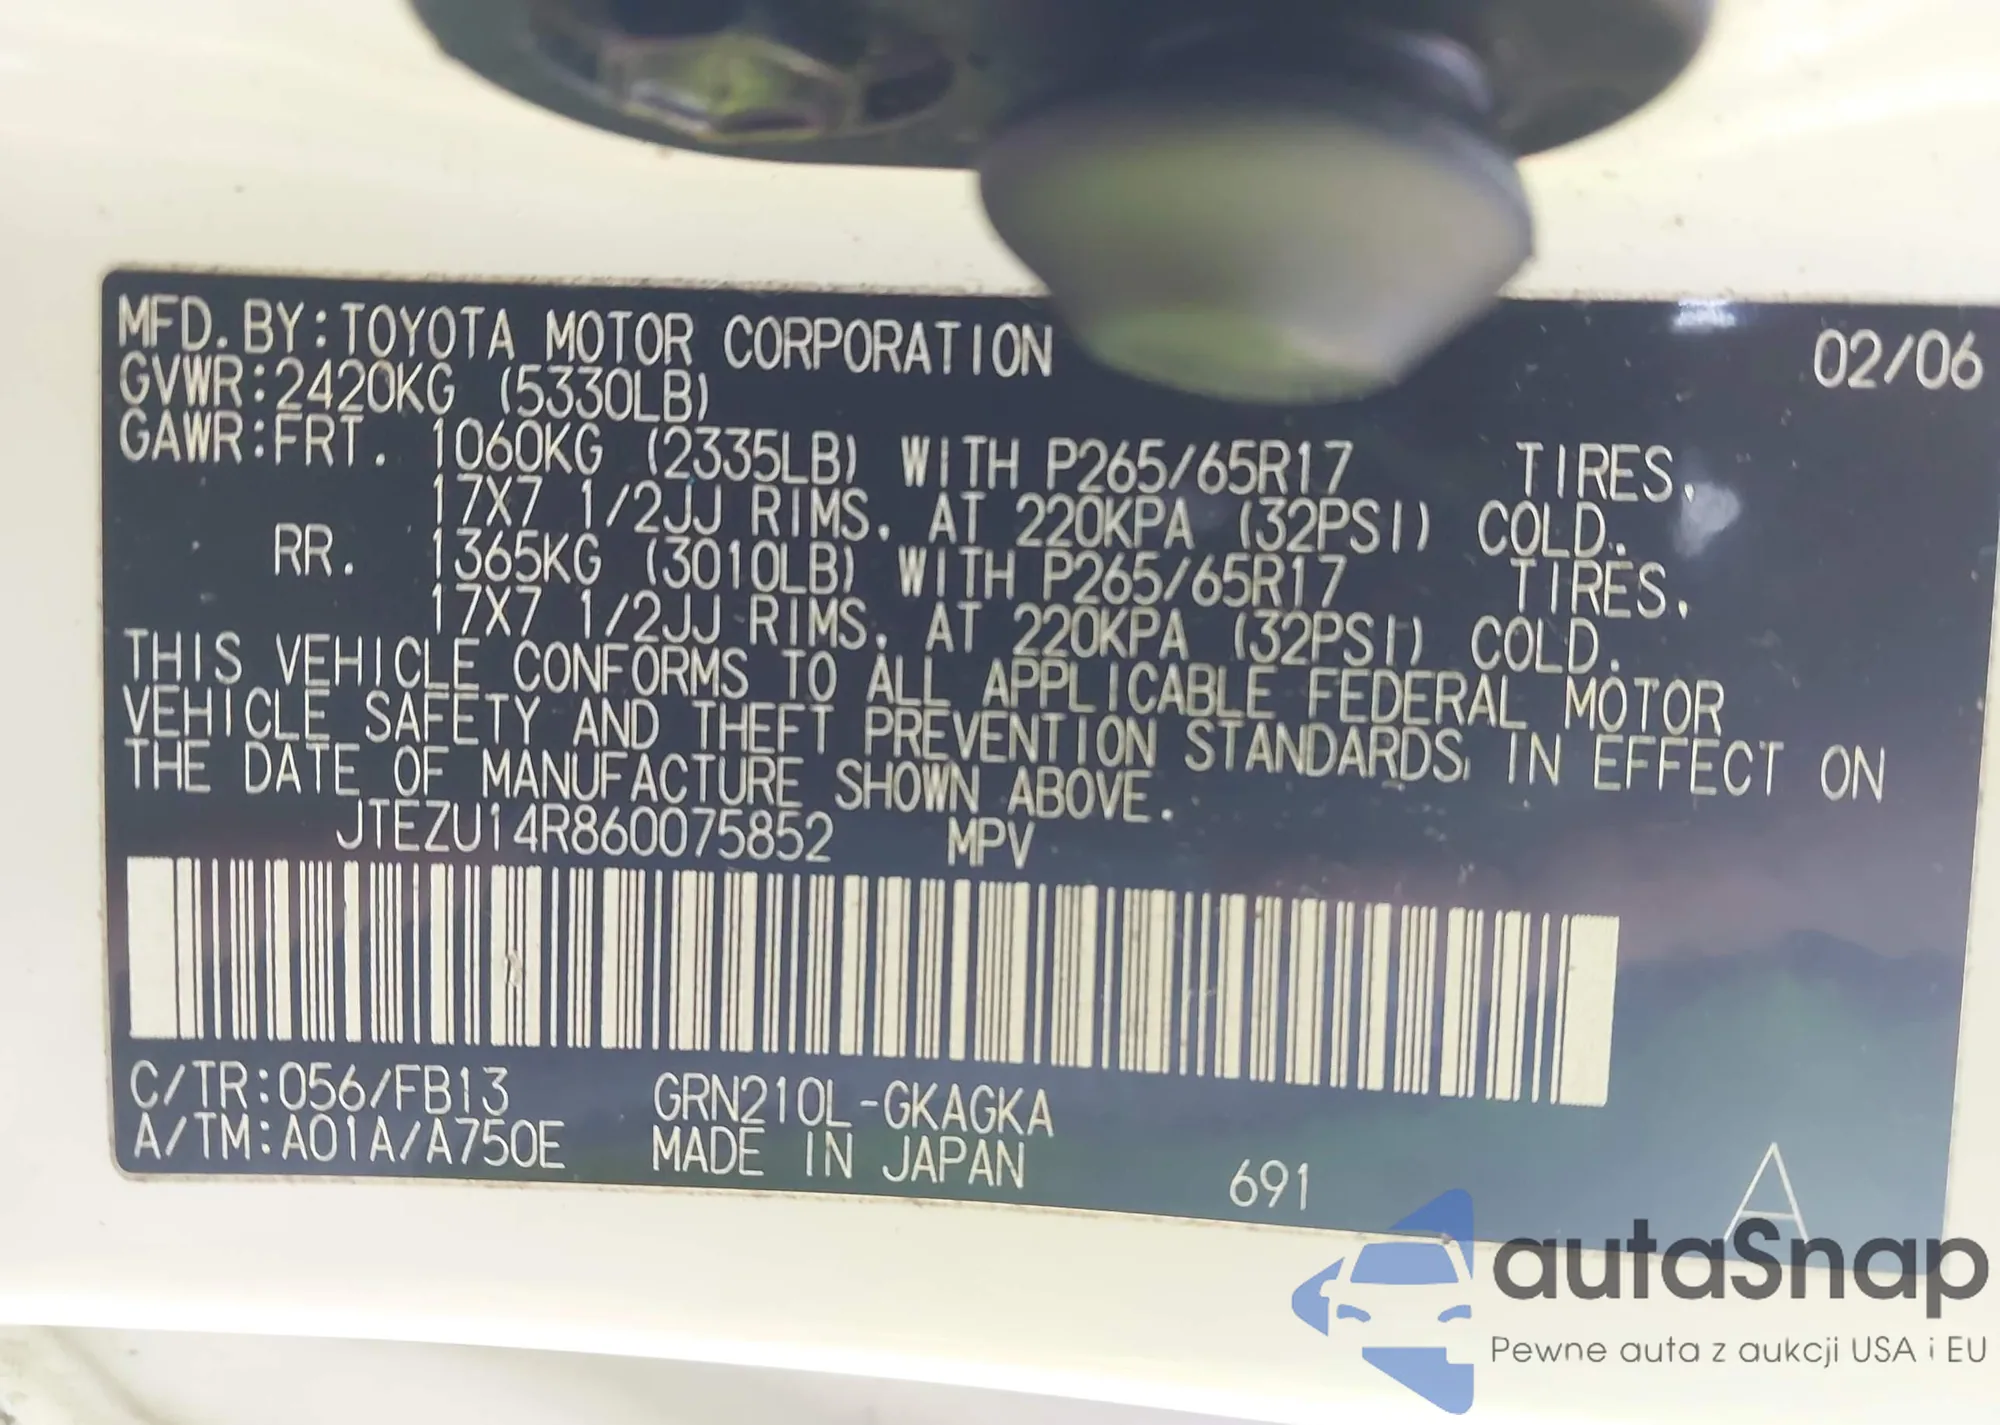 MFD. BY: TOYOTA MOTOR CORPORATION 02/06
GVWR: 2420KG (5330LB)
GAWR: FRT. 1060KG (2335LB) WITH P265/65R17 TIRES,
17X7 1/2JJ RIMS, AT 220KPA (32PSI) COLD.
RR. 1365KG (3010LB) WITH P265/65R17 TIRES,
17X7 1/2JJ RIMS, AT 220KPA (32PSI) COLD.
THIS VEHICLE CONFORMS TO ALL APPLICABLE FEDERAL MOTOR
VEHICLE SAFETY AND THEFT PREVENTION STANDARDS IN EFFECT ON
THE DATE OF MANUFACTURE SHOWN ABOVE.
JTEZU14R860075852 MPV
C/TR: 056/FB13 GRN210L-GKAGKA
A/TM: A01A/A750E MADE IN JAPAN 691 A
autaSnap
Pewne auta z aukcji USA i EU